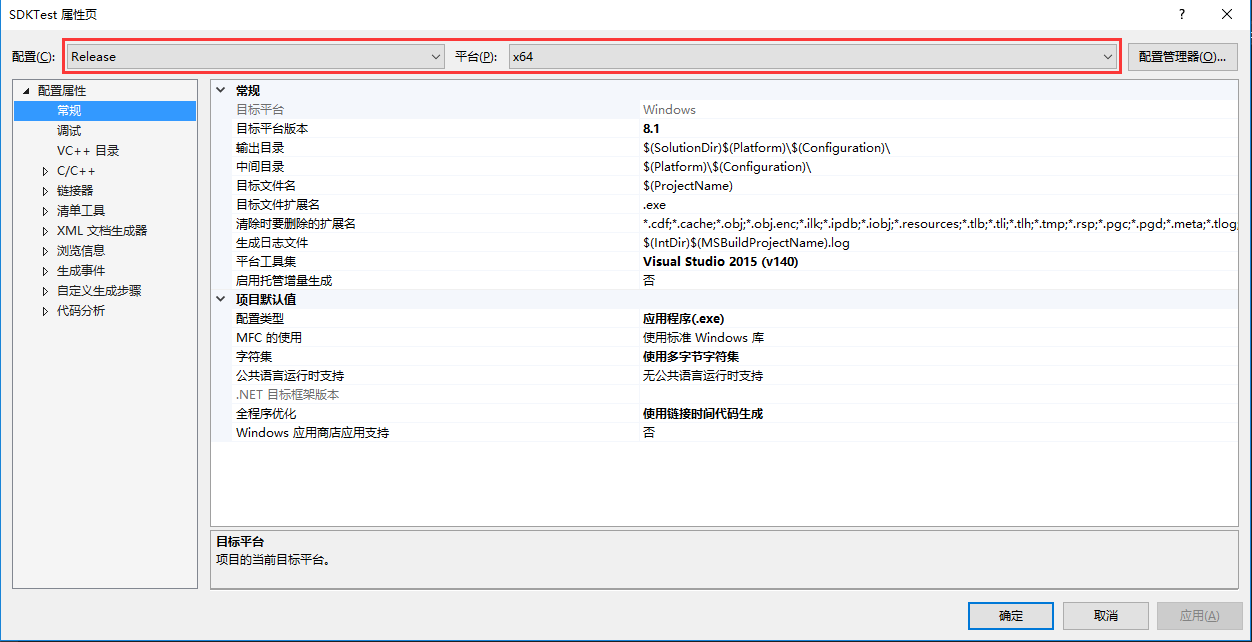 SDKTest 属性页
配置(C): Release 平台(P): x64 配置管理器(O)...
配置属性
常规
调试
VC++ 目录
C/C++
链接器
清单工具
XML 文档生成器
浏览信息
生成事件
自定义生成步骤
代码分析
常规
目标平台 Windows
目标平台版本 8.1
输出目录 $(SolutionDir)$(Platform)\$(Configuration)\
中间目录 $(Platform)\$(Configuration)\
目标文件名 $(ProjectName)
目标文件扩展名 .exe
清除时要删除的扩展名 *.cdf;*.cache;*.obj;*.obj.enc;*.ilk;*.ipdb;*.iobj;*.resources;*.tlb;*.tli;*.tlh;*.tmp;*.rsp;*.pgc;*.pgd;*.meta;*.tlog;
生成日志文件 $(IntDir)$(MSBuildProjectName).log
平台工具集 Visual Studio 2015 (v140)
启用托管增量生成 否
项目默认值
配置类型 应用程序(.exe)
MFC 的使用 使用标准 Windows 库
字符集 使用多字节字符集
公共语言运行时支持 无公共语言运行时支持
.NET 目标框架版本
全程序优化 使用链接时间代码生成
Windows 应用商店应用支持 否
目标平台
项目的当前目标平台。
确定 取消 应用(A)